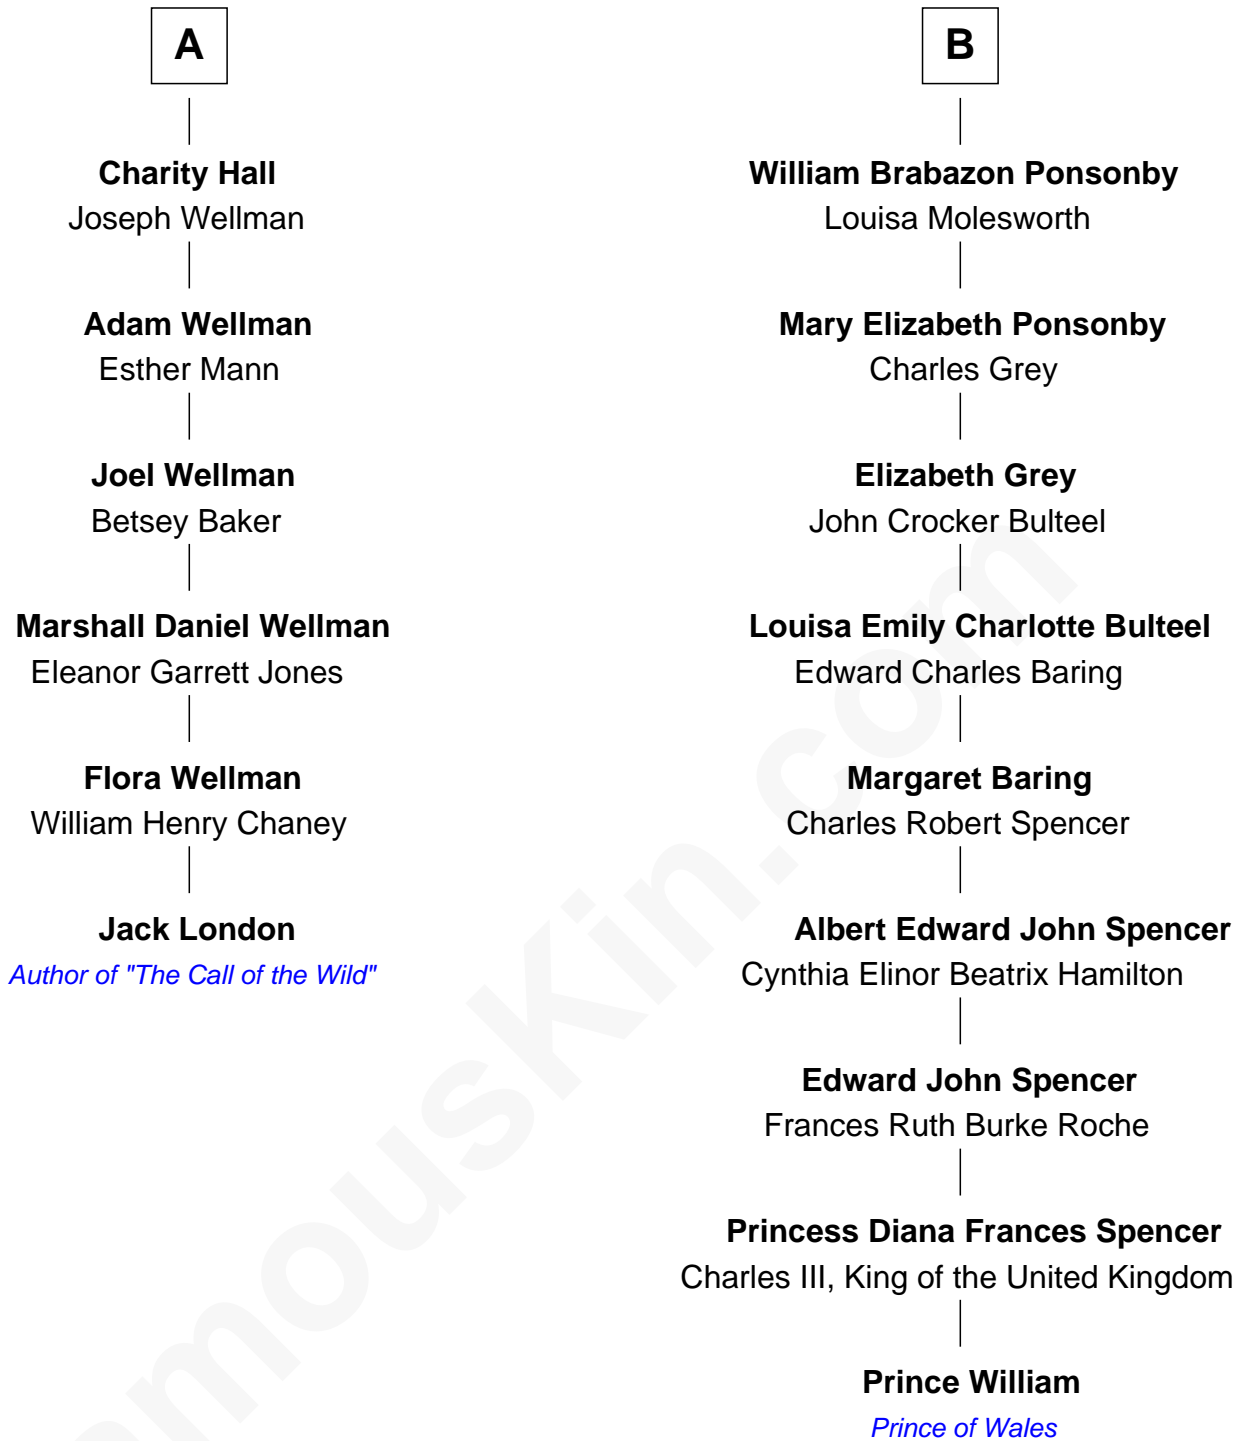 A
Charity Hall
Joseph Wellman
Adam Wellman
Esther Mann
Joel Wellman
Betsey Baker
Marshall Daniel Wellman
Eleanor Garrett Jones
Flora Wellman
William Henry Chaney
Jack London
Author of "The Call of the Wild"
B
William Brabazon Ponsonby
Louisa Molesworth
Mary Elizabeth Ponsonby
Charles Grey
Elizabeth Grey
John Crocker Bulteel
Louisa Emily Charlotte Bulteel
Edward Charles Baring
Margaret Baring
Charles Robert Spencer
Albert Edward John Spencer
Cynthia Elinor Beatrix Hamilton
Edward John Spencer
Frances Ruth Burke Roche
Princess Diana Frances Spencer
Charles III, King of the United Kingdom
Prince William
Prince of Wales
amousKin.com